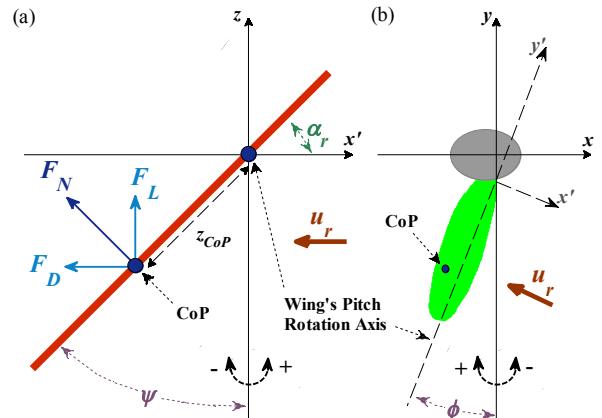 (a)
z
(b)
y
y'
α_r
x'
x
F_N
F_L
x'
u_r
z_CoP
CoP
u_r
F_D
CoP
Wing's Pitch
Rotation Axis
- +
+ -
ψ
ϕ